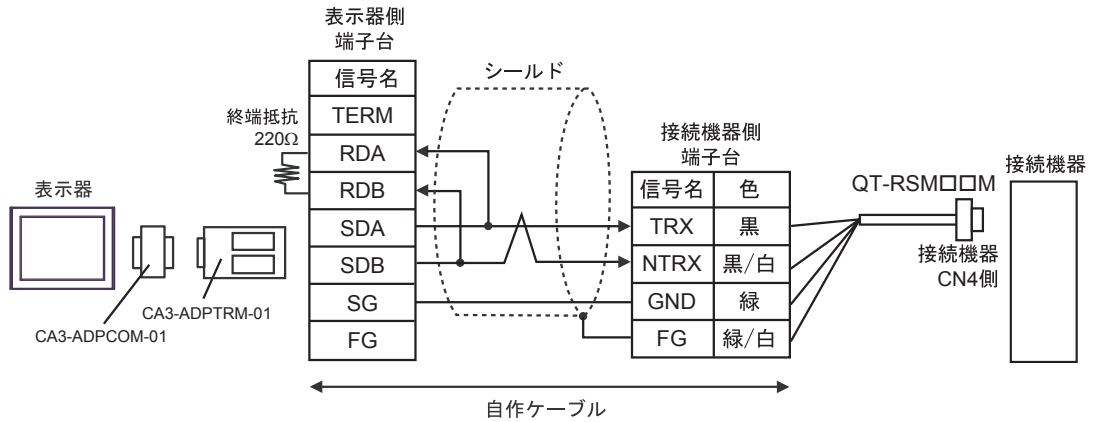 表示器側
端子台
信号名
TERM
RDA
RDB
SDA
SDB
SG
FG
終端抵抗
220Ω
シールド
表示器
CA3-ADPCOM-01
CA3-ADPTRM-01
接続機器側
端子台
信号名 色
TRX 黒
NTRX 黒/白
GND 緑
FG 緑/白
QT-RSM□□M
接続機器
CN4側
接続機器
自作ケーブル